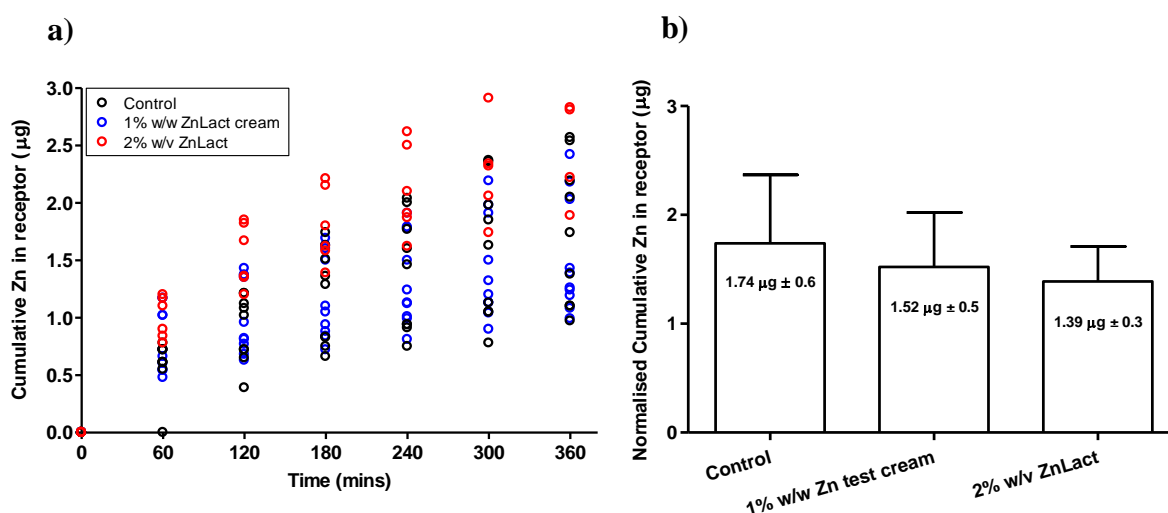 a)
Cumulative Zn in receptor (μg)
3.0
2.5
2.0
1.5
1.0
0.5
0.0
Control
1% w/w ZnLact cream
2% w/v ZnLact
0 60 120 180 240 300 360
Time (mins)
b)
Normalised Cumulative Zn in receptor (μg)
3
2
1
0
1.74 μg ± 0.6
1.52 μg ± 0.5
1.39 μg ± 0.3
Control
1% w/w Zn test cream
2% w/v ZnLact